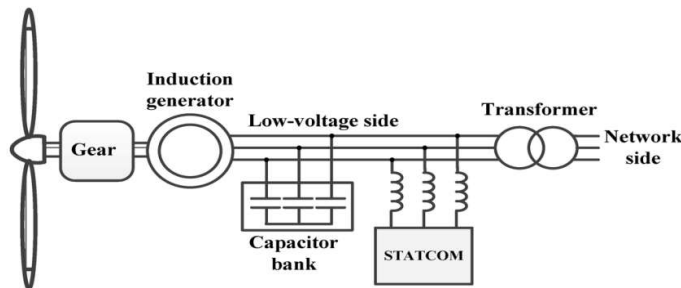 Induction
generator
Low-voltage side
Transformer
Gear
Network
side
Capacitor
bank
STATCOM